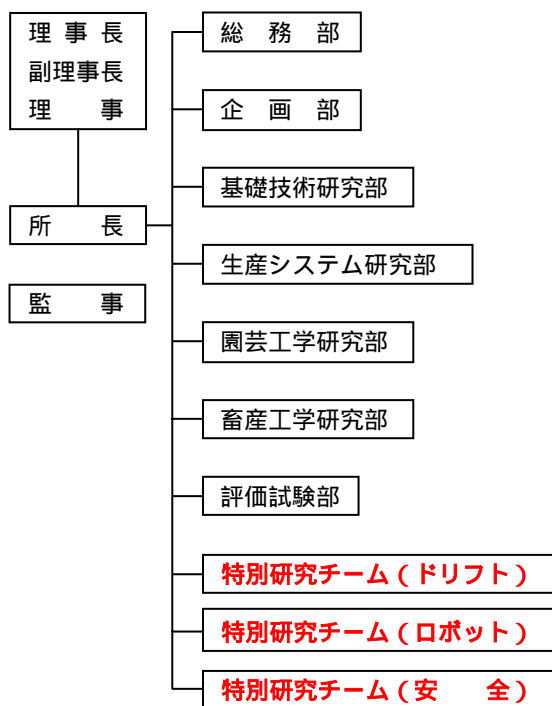 理 事 長
副理事長
理　　事
所　　長
監　　事
総　務　部
企　画　部
基礎技術研究部
生産システム研究部
園芸工学研究部
畜産工学研究部
評価試験部
特別研究チーム（ドリフト）
特別研究チーム（ロボット）
特別研究チーム（安　　全）